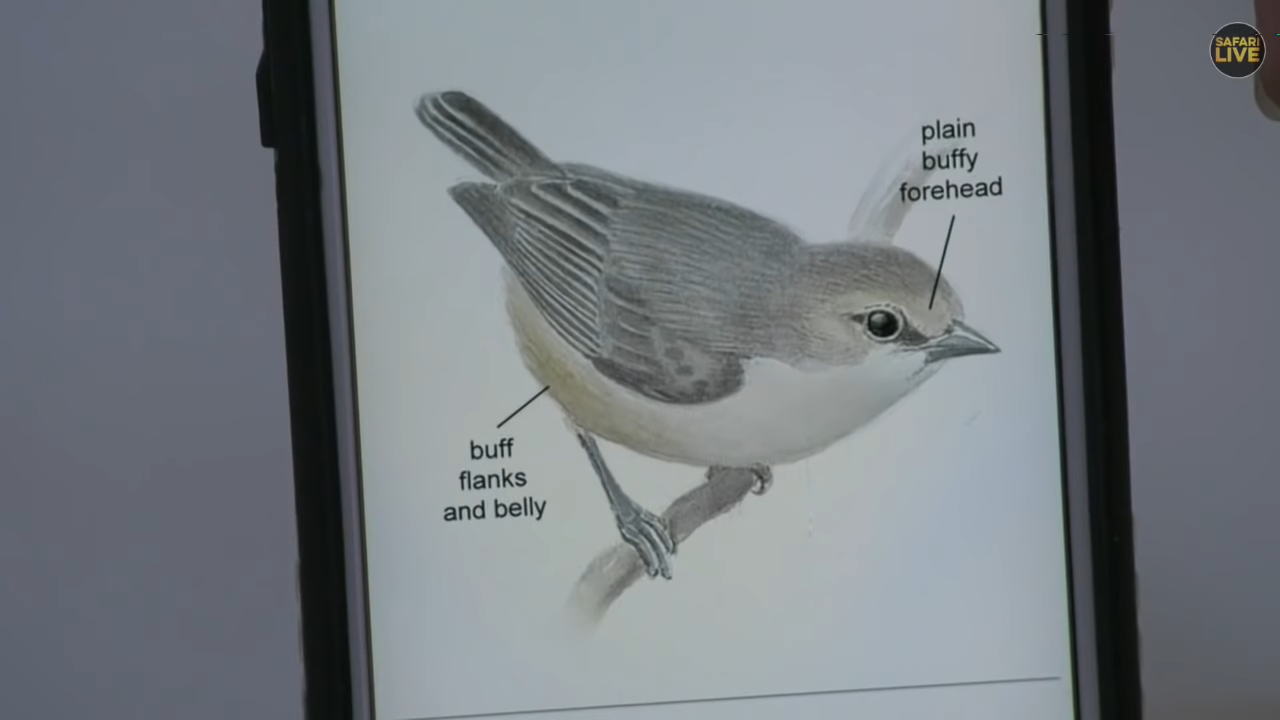 SAFARI
LIVE
plain
buffy
forehead
buff
flanks
and belly